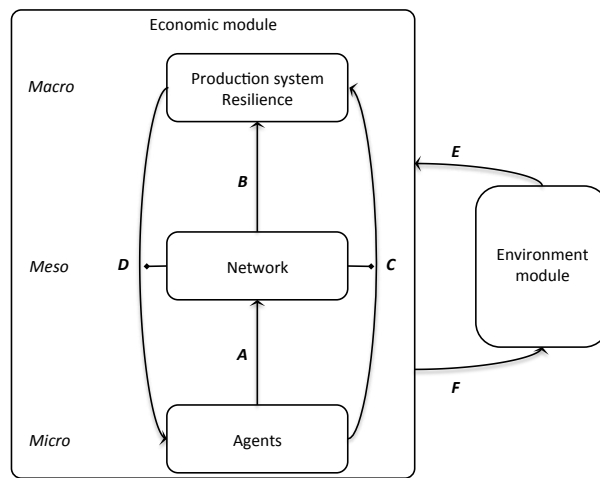 Economic module
Macro
Production system
Resilience
E
B
Meso
D
Network
C
Environment
module
A
F
Micro
Agents